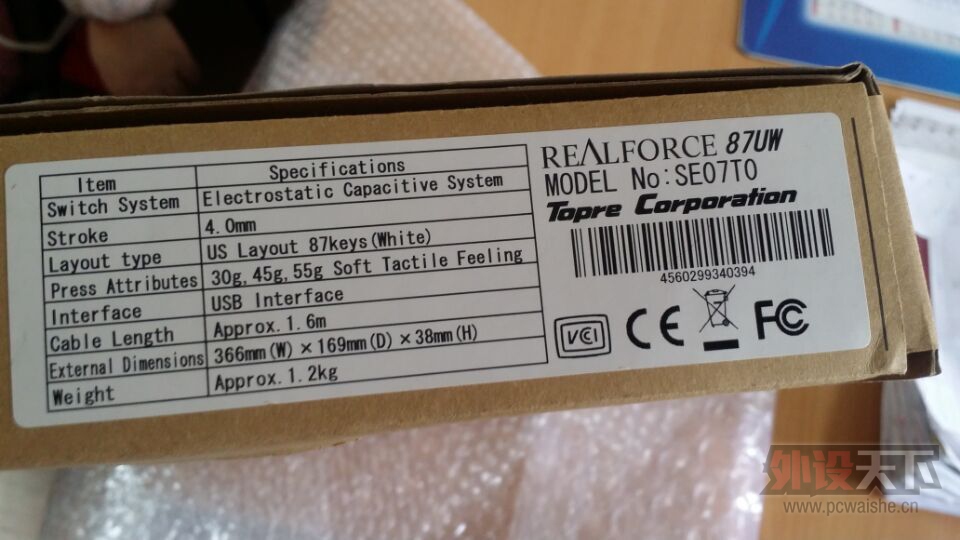 Item Specifications
Switch System Electrostatic Capacitive System
Stroke 4.0mm
Layout type US Layout 87keys(White)
Press Attributes 30g, 45g, 55g Soft Tactile Feeling
Interface USB Interface
Cable Length Approx. 1.6m
External Dimensions 366mm(W)×169mm(D)×38mm(H)
Weight Approx. 1.2kg
REALFORCE 87UW
MODEL No:SE07T0
Topre Corporation
4560299340394
VCI CE FC
外设天下
www.pcwaishe.cn